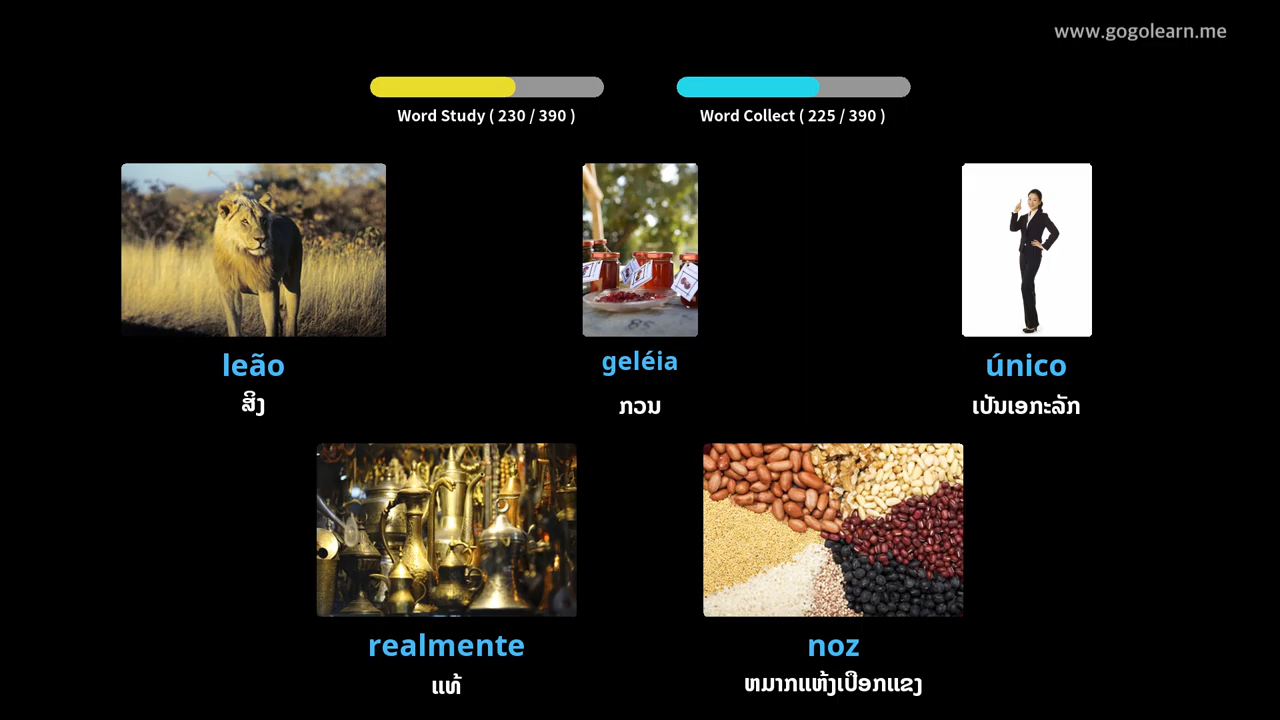 www.gogolearn.me
Word Study ( 230 / 390 )
Word Collect ( 225 / 390 )
leão
ສິງ
geléia
ກວນ
único
ເປັນເອກະລັກ
realmente
ແທ້
noz
ຫມາກແຫ້ງເປືອກແຂງ